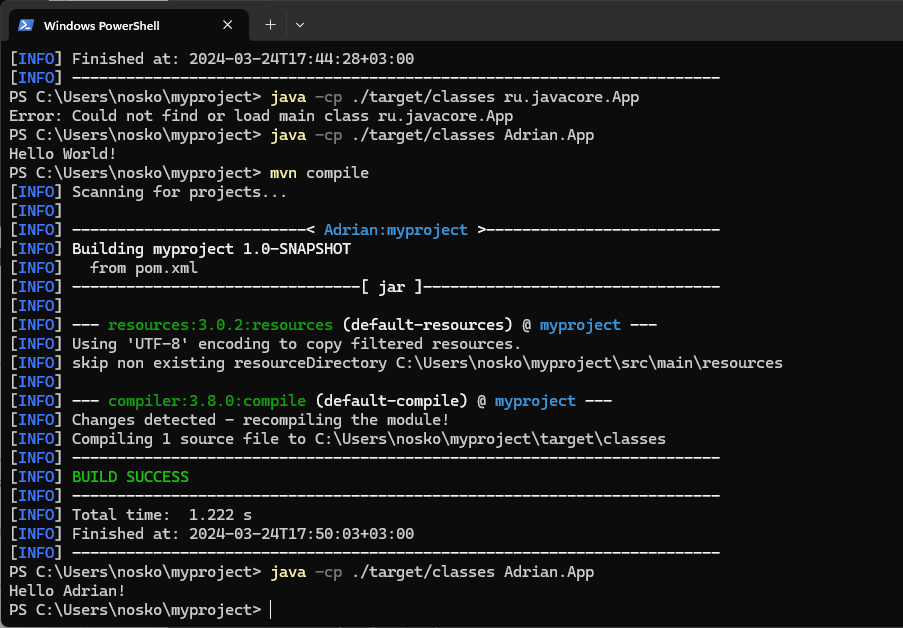 Windows PowerShell
[INFO] Finished at: 2024-03-24T17:44:28+03:00
[INFO] ------------------------------------------------------------------------
PS C:\Users\nosko\myproject> java -cp ./target/classes ru.javacore.App
Error: Could not find or load main class ru.javacore.App
PS C:\Users\nosko\myproject> java -cp ./target/classes Adrian.App
Hello World!
PS C:\Users\nosko\myproject> mvn compile
[INFO] Scanning for projects...
[INFO]
[INFO] --------------------------< Adrian:myproject >--------------------------
[INFO] Building myproject 1.0-SNAPSHOT
[INFO]   from pom.xml
[INFO] --------------------------------[ jar ]---------------------------------
[INFO]
[INFO] --- resources:3.0.2:resources (default-resources) @ myproject ---
[INFO] Using 'UTF-8' encoding to copy filtered resources.
[INFO] skip non existing resourceDirectory C:\Users\nosko\myproject\src\main\resources
[INFO]
[INFO] --- compiler:3.8.0:compile (default-compile) @ myproject ---
[INFO] Changes detected - recompiling the module!
[INFO] Compiling 1 source file to C:\Users\nosko\myproject\target\classes
[INFO] ------------------------------------------------------------------------
[INFO] BUILD SUCCESS
[INFO] ------------------------------------------------------------------------
[INFO] Total time:  1.222 s
[INFO] Finished at: 2024-03-24T17:50:03+03:00
[INFO] ------------------------------------------------------------------------
PS C:\Users\nosko\myproject> java -cp ./target/classes Adrian.App
Hello Adrian!
PS C:\Users\nosko\myproject>